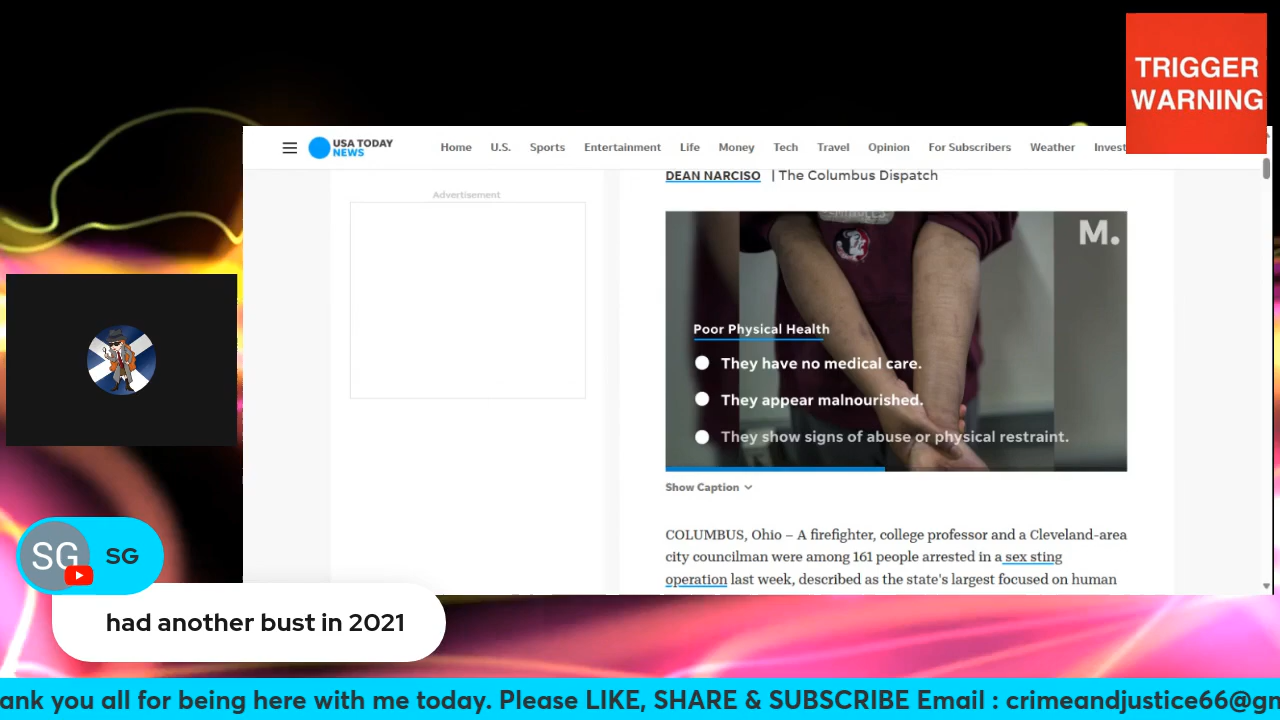 TRIGGER
WARNING
USA TODAY
NEWS
Home U.S. Sports Entertainment Life Money Tech Travel Opinion For Subscribers Weather Invest
DEAN NARCISO | The Columbus Dispatch
Advertisement
M.
Poor Physical Health
They have no medical care.
They appear malnourished.
They show signs of abuse or physical restraint.
Show Caption
COLUMBUS, Ohio – A firefighter, college professor and a Cleveland-area
city councilman were among 161 people arrested in a sex sting
operation last week, described as the state's largest focused on human
SG SG
had another bust in 2021
ank you all for being here with me today. Please LIKE, SHARE & SUBSCRIBE Email : crimeandjustice66@gm